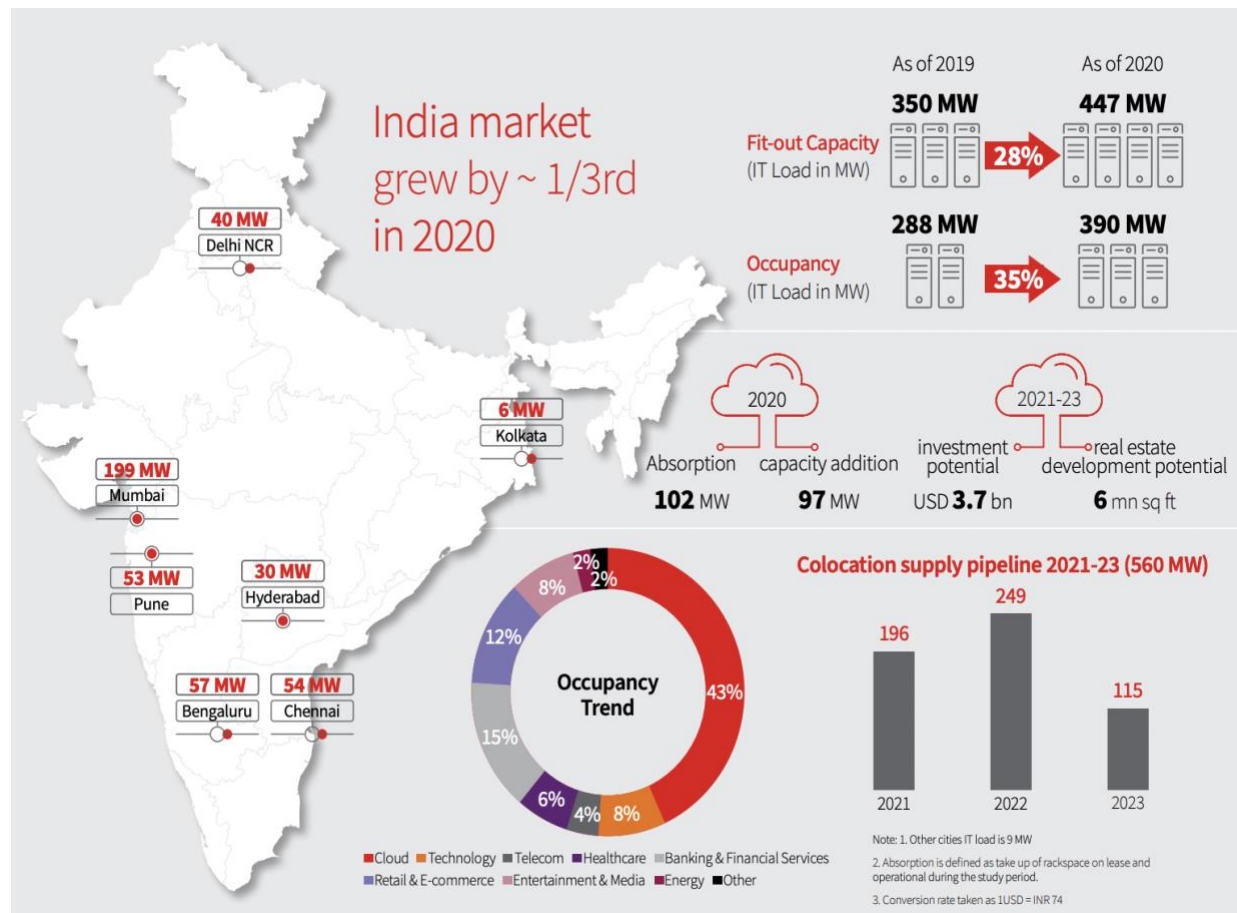 India market
grew by ~ 1/3rd
in 2020
As of 2019
As of 2020
350 MW
447 MW
Fit-out Capacity
(IT Load in MW)
28%
288 MW
390 MW
Occupancy
(IT Load in MW)
35%
40 MW
Delhi NCR
6 MW
Kolkata
199 MW
Mumbai
53 MW
Pune
30 MW
Hyderabad
57 MW
Bengaluru
54 MW
Chennai
2020
Absorption
102 MW
capacity addition
97 MW
2021-23
investment
potential
USD 3.7 bn
real estate
development potential
6 mn sq ft
Occupancy
Trend
43%
8%
4%
6%
15%
12%
8%
2%
2%
Cloud Technology Telecom Healthcare Banking & Financial Services
Retail & E-commerce Entertainment & Media Energy Other
Colocation supply pipeline 2021-23 (560 MW)
196
249
115
2021
2022
2023
Note: 1. Other cities IT load is 9 MW
2. Absorption is defined as take up of rackspace on lease and
operational during the study period.
3. Conversion rate taken as 1USD = INR 74